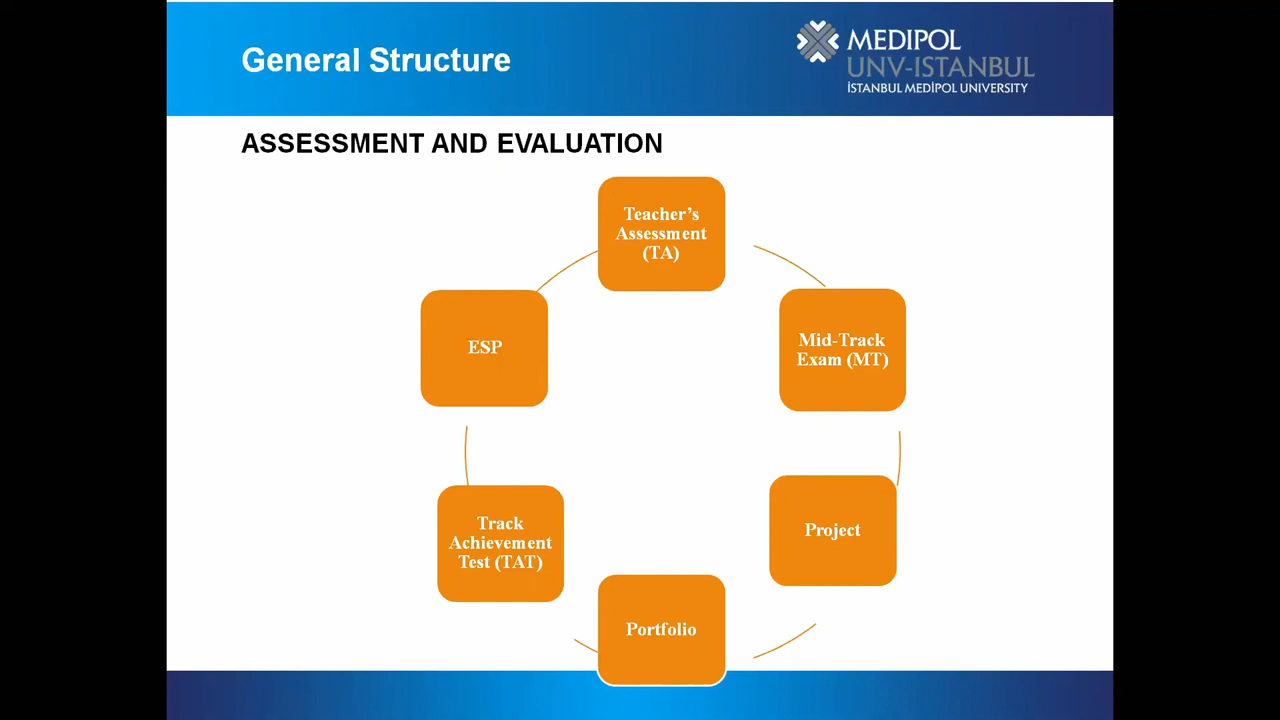 General Structure
MEDIPOL
UNV-ISTANBUL
İSTANBUL MEDİPOL UNIVERSITY
ASSESSMENT AND EVALUATION
Teacher’s
Assessment
(TA)
Mid-Track
Exam (MT)
Project
Portfolio
Track
Achievement
Test (TAT)
ESP